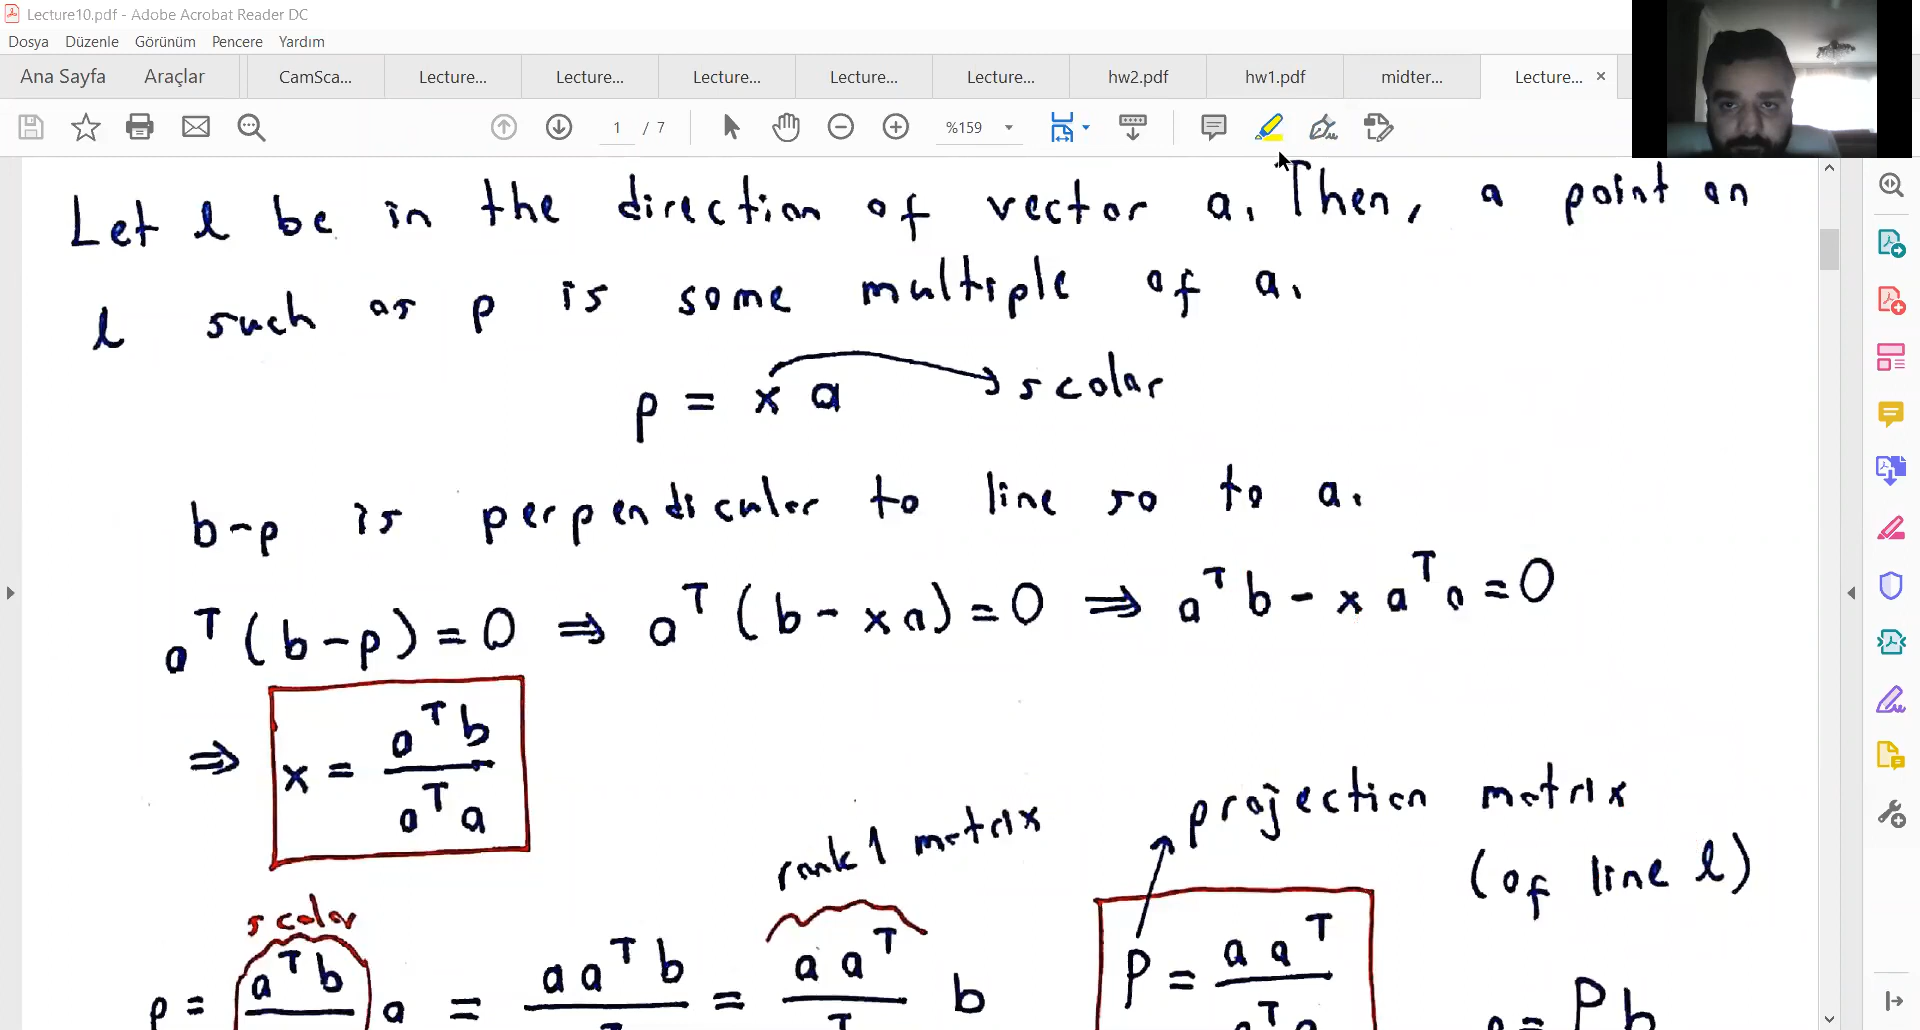 Lecture10.pdf - Adobe Acrobat Reader DC
Dosya Düzenle Görünüm Pencere Yardım
Ana Sayfa Araçlar CamSca... Lecture... Lecture... Lecture... Lecture... Lecture... hw2.pdf hw1.pdf midter... Lecture... ×
1 / 7 %159
Let l be in the direction of vector a. Then, a point on
l such as p is some multiple of a.
p = x a → scalar
b-p is perpendicular to line so to a.
a^T (b-p) = 0 ⇒ a^T (b - xa) = 0 ⇒ a^T b - x a^T a = 0
⇒ x = a^T b / a^T a
rank 1 matrix
projection matrix
(of line l)
scalar
p = a^T b a = a a^T b = a a^T b
P = a a^T / a^T a
= Pb